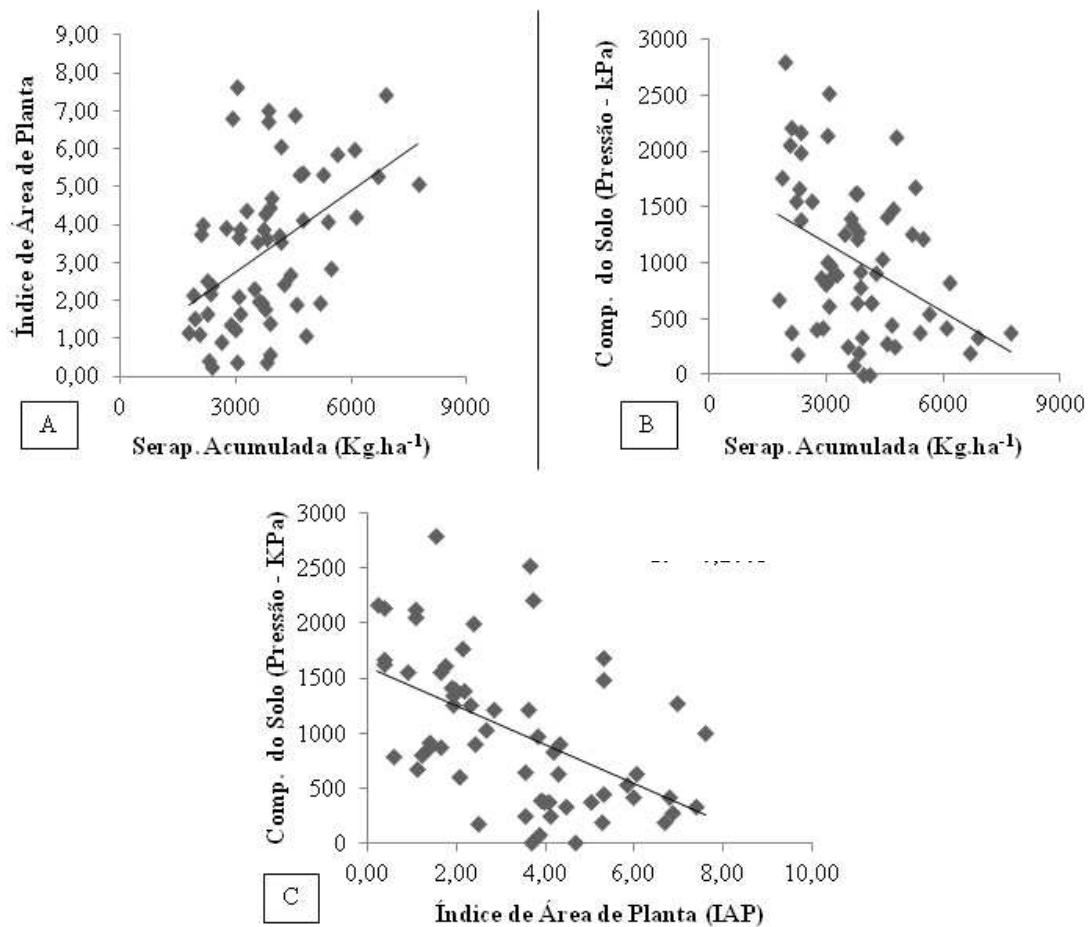 Índice de Área de Planta
9,00
8,00
7,00
6,00
5,00
4,00
3,00
2,00
1,00
0,00
0 3000 6000 9000
Serap. Acumulada (Kg.ha⁻¹)
A
Comp. do Solo (Pressão - kPa)
3000
2500
2000
1500
1000
500
0
0 3000 6000 9000
Serap. Acumulada (Kg.ha⁻¹)
B
Comp. do Solo (Pressão - KPa)
3000
2500
2000
1500
1000
500
0
0,00 2,00 4,00 6,00 8,00 10,00
Índice de Área de Planta (IAP)
C